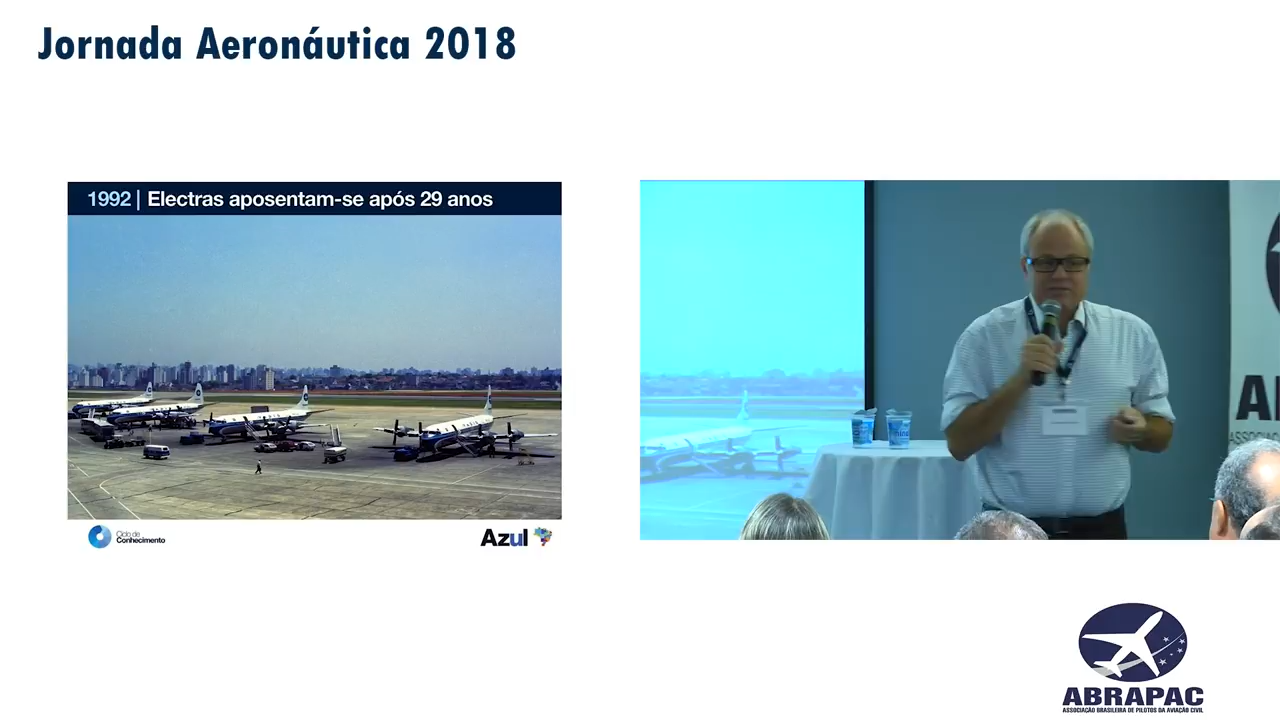 Jornada Aeronáutica 2018
1992 | Electras aposentam-se após 29 anos
Ciclo de
Conhecimento
Azul
ABRAPAC
ASSOCIAÇÃO BRASILEIRA DE PILOTOS DA AVIAÇÃO CIVIL